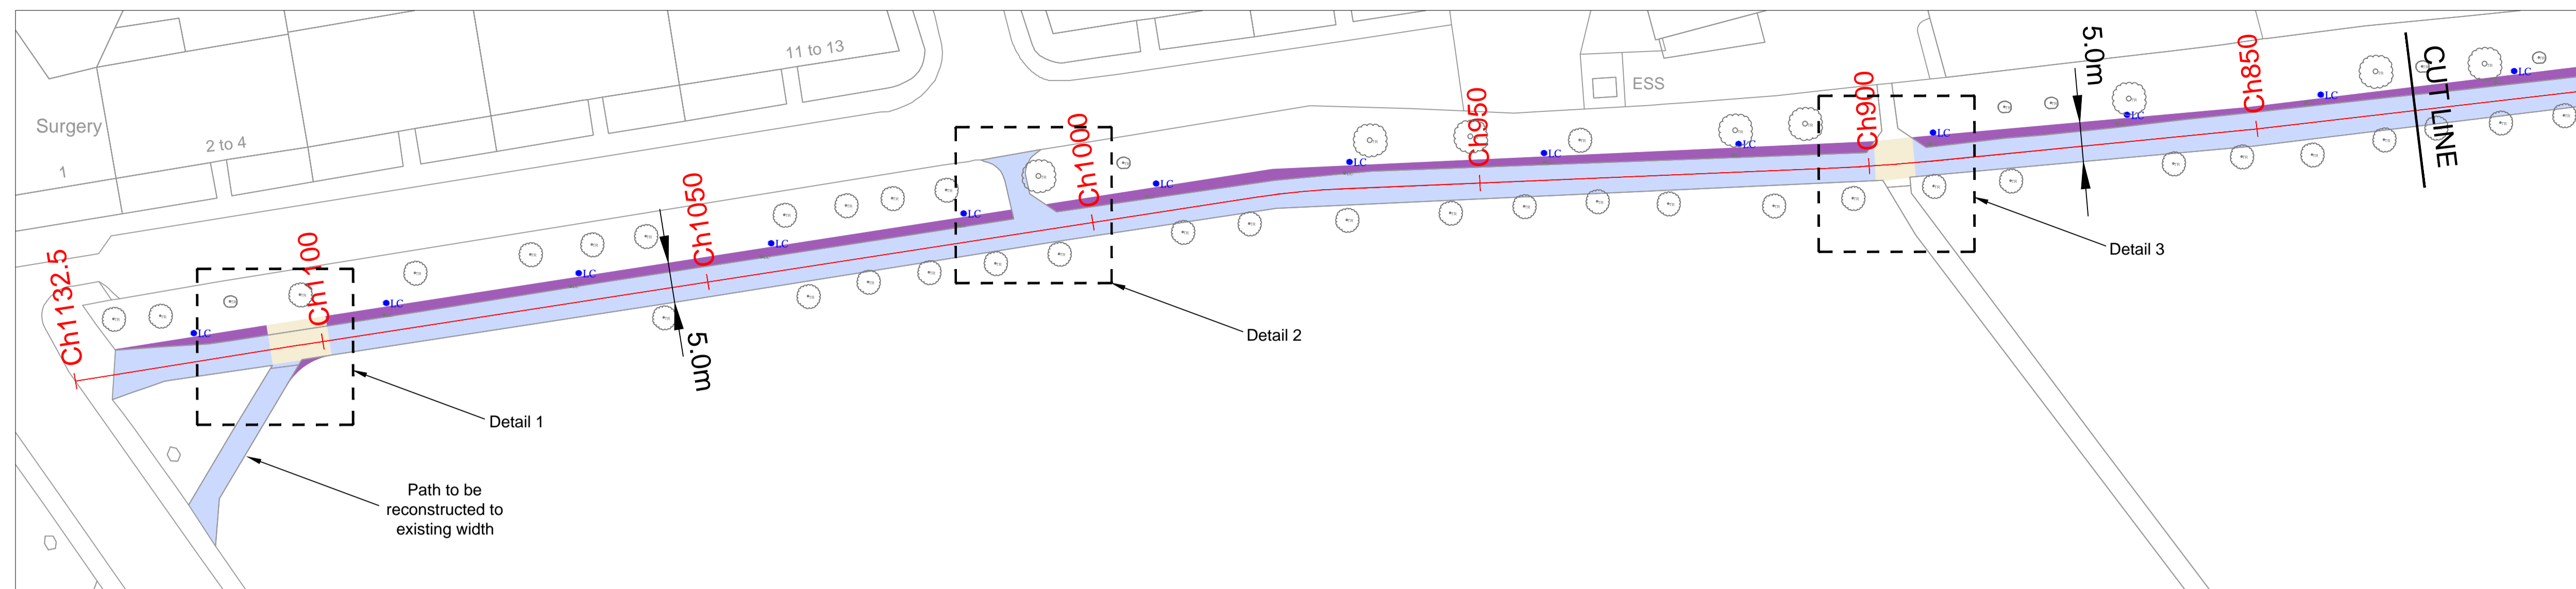 11 to 13
Surgery
2 to 4
1
ESS
5.0m
CUT LINE
Ch850
Ch900
Ch950
Ch1000
Ch1050
Ch1100
Ch1132.5
5.0m
LC
LC
LC
LC
LC
LC
LC
LC
LC
LC
LC
LC
LC
Detail 3
Detail 2
Detail 1
Path to be
reconstructed to
existing width